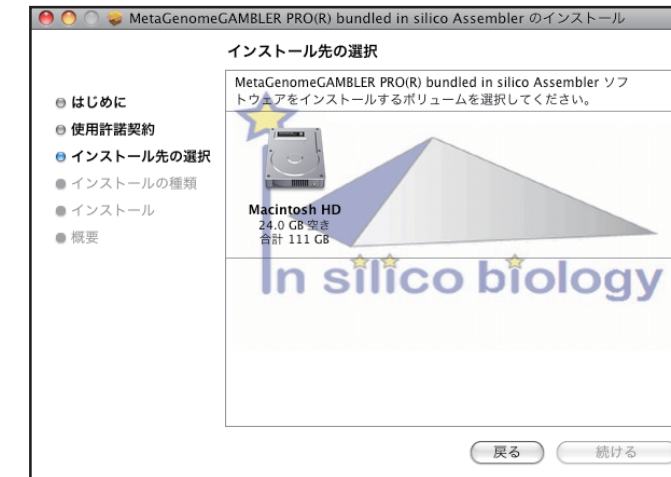 MetaGenomeGAMBLER PRO(R) bundled in silico Assembler のインストール
インストール先の選択
はじめに
使用許諾契約
インストール先の選択
インストールの種類
インストール
概要
MetaGenomeGAMBLER PRO(R) bundled in silico Assembler ソフ
トウェアをインストールするボリュームを選択してください。
Macintosh HD
24.0 GB 空き
合計 111 GB
In silico biology
戻る
続ける